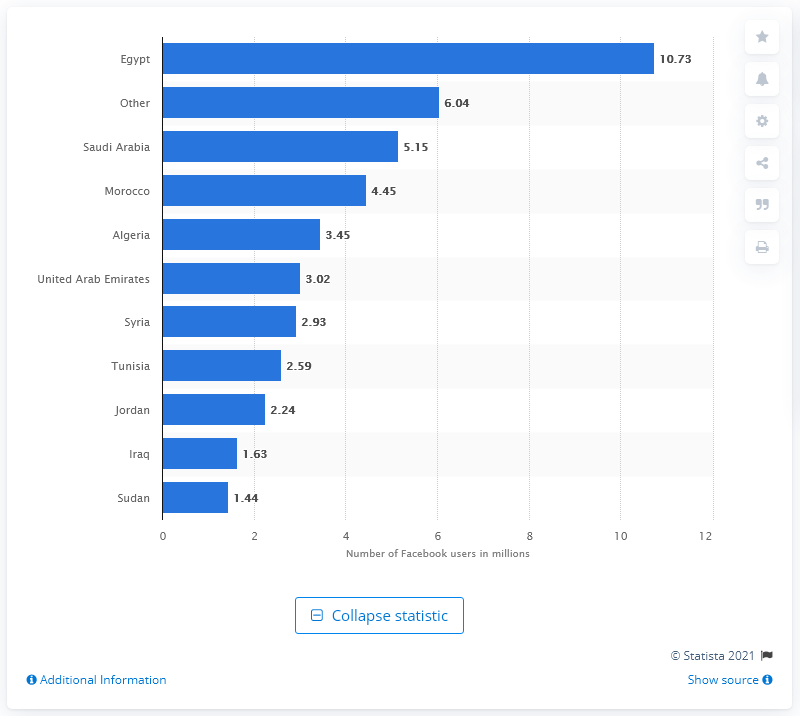 Egypt 10.73
Other 6.04
Saudi Arabia 5.15
Morocco 4.45
Algeria 3.45
United Arab Emirates 3.02
Syria 2.93
Tunisia 2.59
Jordan 2.24
Iraq 1.63
Sudan 1.44
0 2 4 6 8 10 12
Number of Facebook users in millions
Collapse statistic
© Statista 2021
Additional Information Show source